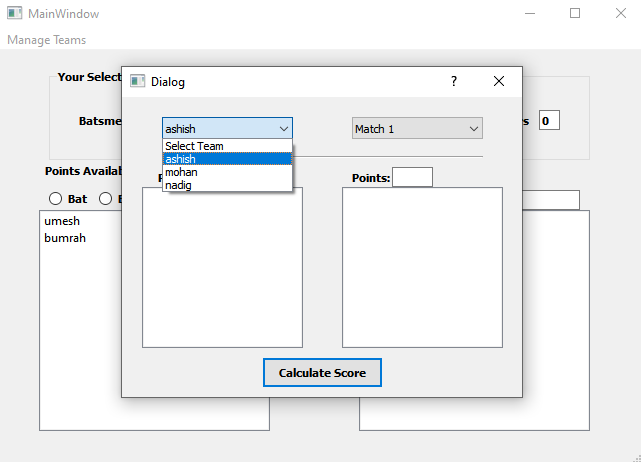 MainWindow
Manage Teams
Your Select
Dialog
?
Batsme
ashish
Match 1
s
0
Select Team
ashish
mohan
nadig
Points Availab
Points:
Bat
umesh
bumrah
Calculate Score